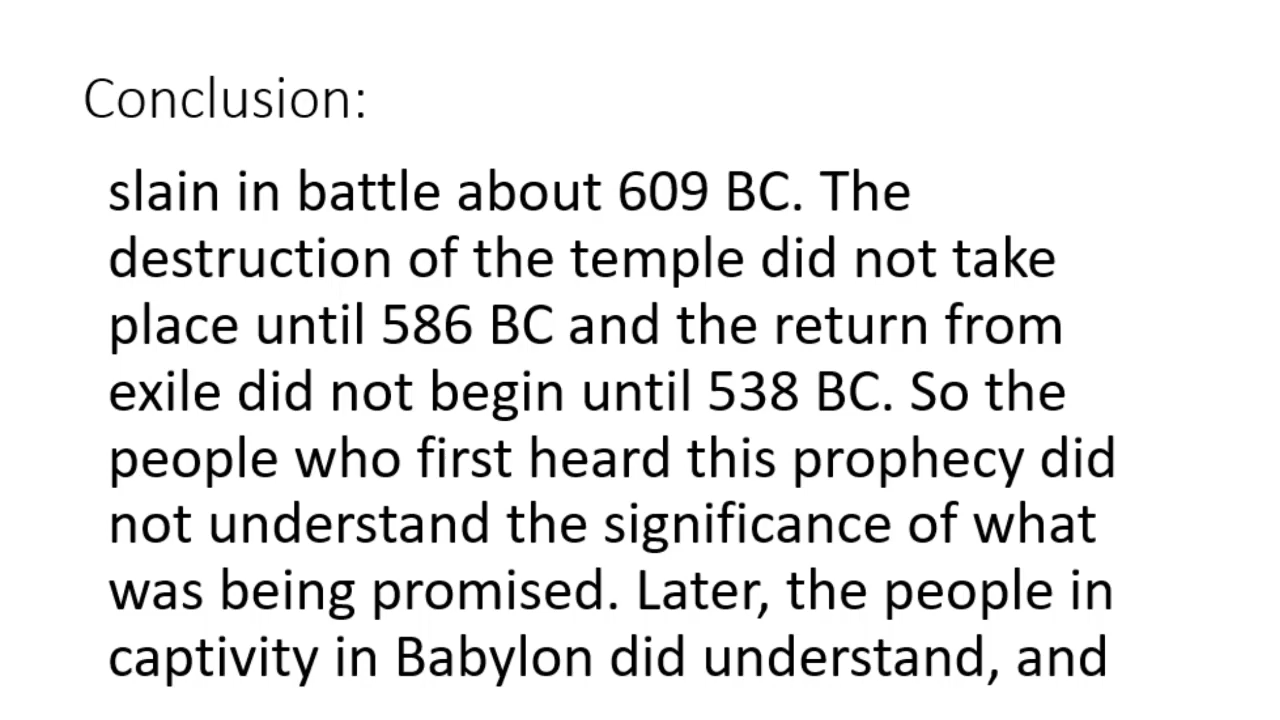 Conclusion:
slain in battle about 609 BC. The
destruction of the temple did not take
place until 586 BC and the return from
exile did not begin until 538 BC. So the
people who first heard this prophecy did
not understand the significance of what
was being promised. Later, the people in
captivity in Babylon did understand, and